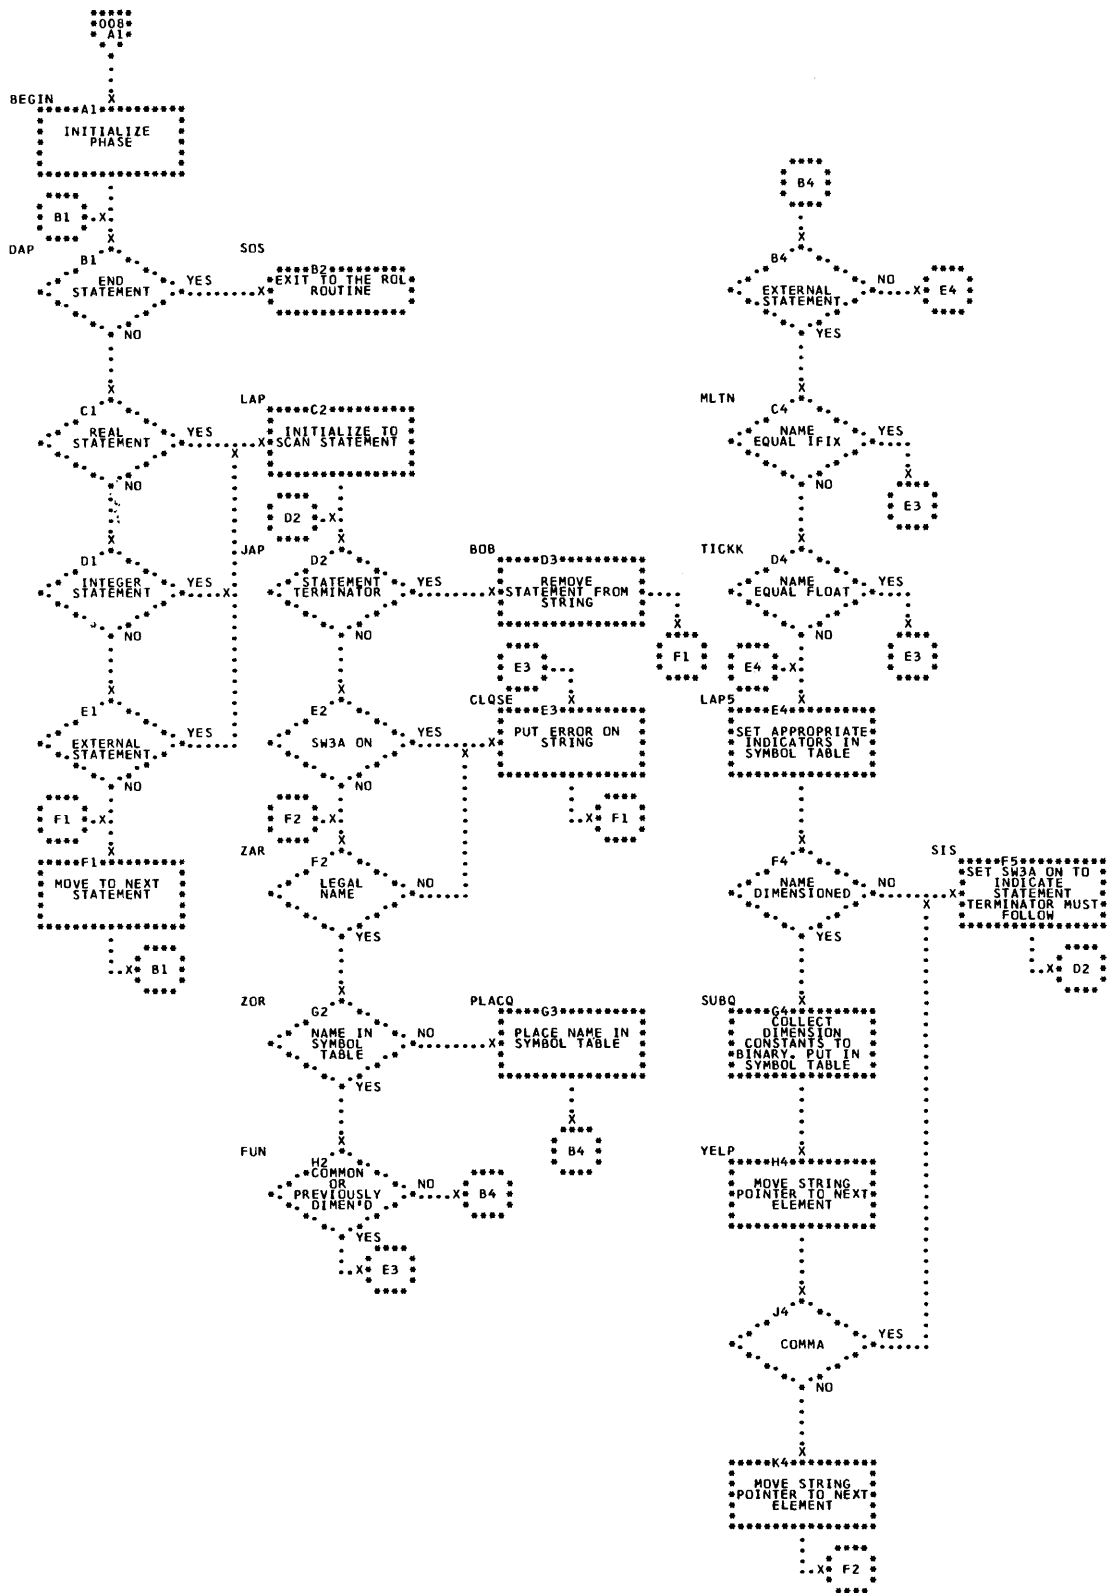 008
A1
BEGIN
A1
INITIALIZE
PHASE
B1
DAP
B1
END
STATEMENT
YES
NO
SOS
B2
EXIT TO THE ROL
ROUTINE
C1
REAL
STATEMENT
YES
NO
LAP
C2
INITIALIZE TO
SCAN STATEMENT
D2
D1
INTEGER
STATEMENT
YES
NO
JAP
D2
STATEMENT
TERMINATOR
YES
NO
BOB
D3
REMOVE
STATEMENT FROM
STRING
F1
E1
EXTERNAL
STATEMENT
YES
NO
E2
SW3A ON
YES
NO
E3
CLOSE
E3
PUT ERROR ON
STRING
F1
F1
F1
MOVE TO NEXT
STATEMENT
B1
F2
ZAR
F2
LEGAL
NAME
NO
YES
ZOR
G2
NAME IN
SYMBOL
TABLE
NO
YES
PLACQ
G3
PLACE NAME IN
SYMBOL TABLE
B4
FUN
H2
COMMON
OR
PREVIOUSLY
DIMEN'D
NO
B4
YES
E3
B4
B4
EXTERNAL
STATEMENT
NO
E4
YES
MLTN
C4
NAME
EQUAL IFIX
YES
E3
NO
TICKK
D4
NAME
EQUAL FLOAT
YES
E3
NO
E4
LAP5
E4
SET APPROPRIATE
INDICATORS IN
SYMBOL TABLE
F4
NAME
DIMENSIONED
NO
YES
SIS
F5
SET SW3A ON TO
INDICATE
STATEMENT
TERMINATOR MUST
FOLLOW
D2
SUBQ
G4
COLLECT
DIMENSION
CONSTANTS TO
BINARY. PUT IN
SYMBOL TABLE
YELP
H4
MOVE STRING
POINTER TO NEXT
ELEMENT
J4
COMMA
YES
NO
K4
MOVE STRING
POINTER TO NEXT
ELEMENT
F2